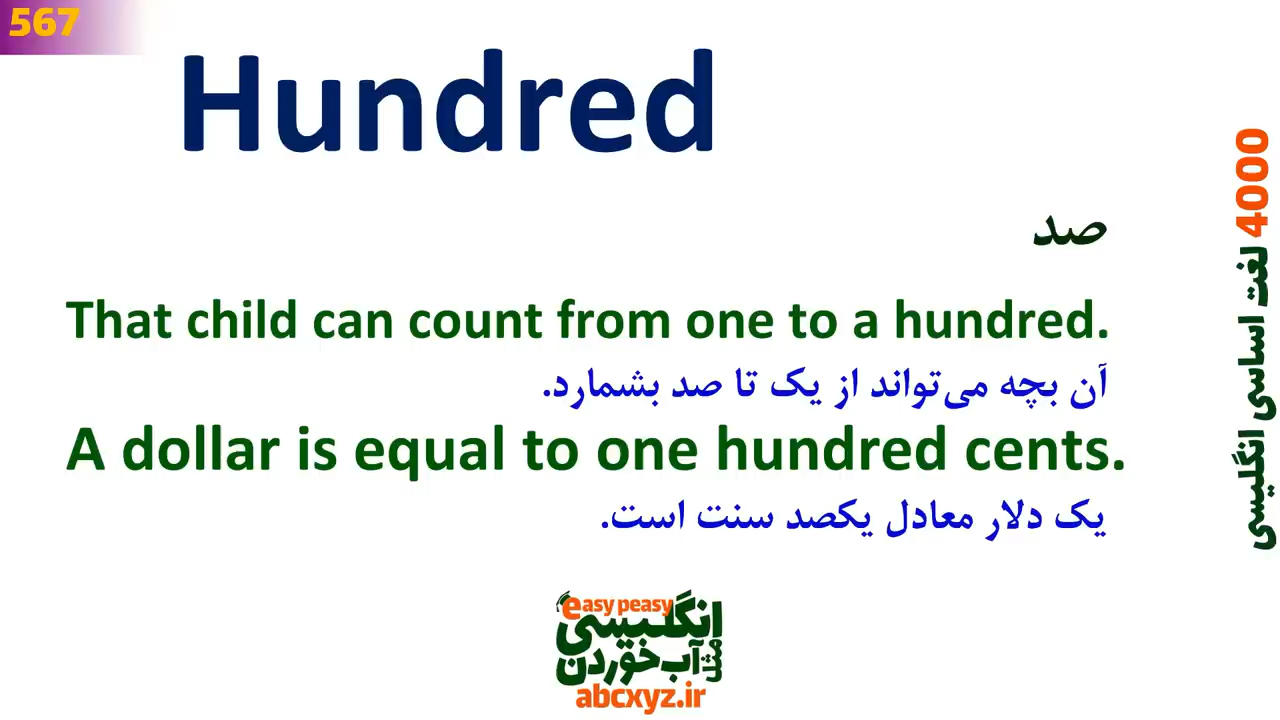 567
Hundred
صد
That child can count from one to a hundred.
آن بچه می‌تواند از یک تا صد بشمارد.
A dollar is equal to one hundred cents.
یک دلار معادل یکصد سنت است.
4000 لغت اساسی انگلیسی
easy peasy
انگلیسی
مثل آب خوردن
abcxyz.ir